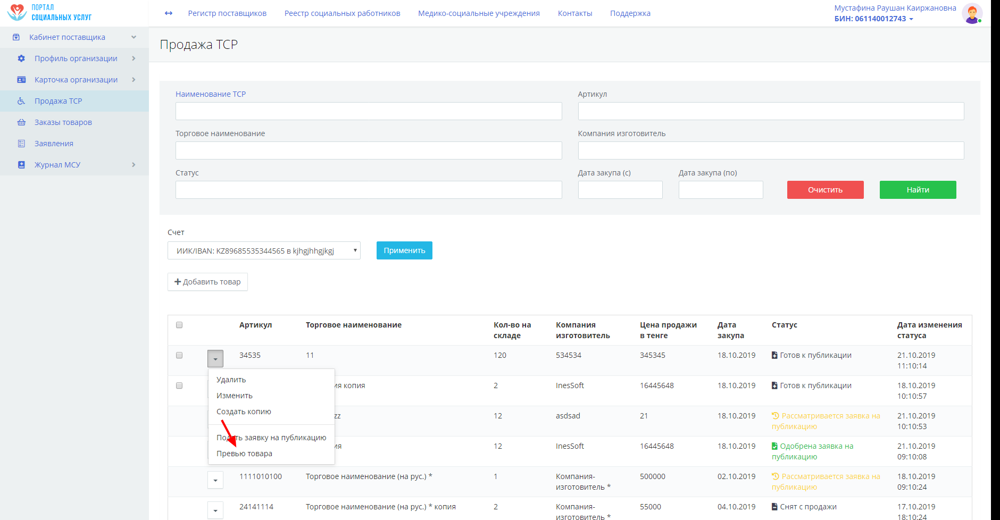 ПОРТАЛ
СОЦИАЛЬНЫХ УСЛУГ
Регистр поставщиков
Реестр социальных работников
Медико-социальные учреждения
Контакты
Поддержка
Мустафина Раушан Каиржановна
БИН: 061140012743
Кабинет поставщика
Профиль организации
Карточка организации
Продажа ТСР
Заказы товаров
Заявления
Журнал МСУ
Продажа ТСР
Наименование ТСР
Артикул
Торговое наименование
Компания изготовитель
Статус
Дата закупа (с)
Дата закупа (по)
Очистить
Найти
Счет
ИИК/IBAN: KZ89685535344565 в kjhgjhhgjkgj
Применить
Добавить товар
Артикул Торговое наименование Кол-во на складе Компания изготовитель Цена продажи в тенге Дата закупа Статус Дата изменения статуса
34535 11 120 534534 345345 18.10.2019 Готов к публикации 21.10.2019 11:10:14
Удалить
Изменить
Создать копию
Подать заявку на публикацию
Превью товара
ия копия 2 InesSoft 16445648 18.10.2019 Готов к публикации 18.10.2019 10:10:57
zz 12 asdsad 21 18.10.2019 Рассматривается заявка на публикацию 21.10.2019 10:10:53
ия 12 InesSoft 16445648 18.10.2019 Одобрена заявка на публикацию 21.10.2019 09:10:08
1111010100 Торговое наименование (на рус.) * 1 Компания-изготовитель * 500000 02.10.2019 Рассматривается заявка на публикацию 18.10.2019 09:10:24
24141114 Торговое наименование (на рус.) * копия 2 Компания-изготовитель * 55000 04.10.2019 Снят с продажи 17.10.2019 18:10:24